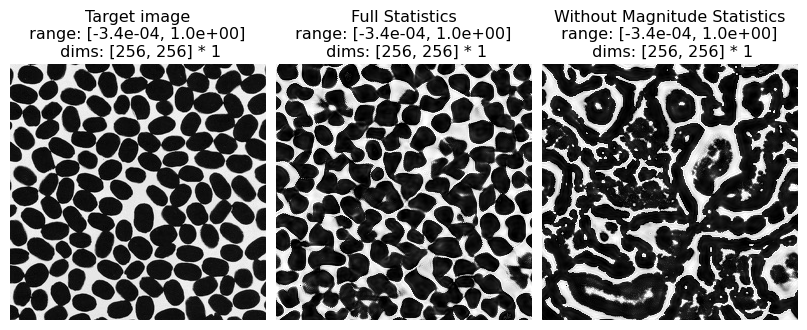 Target image
range: [-3.4e-04, 1.0e+00]
dims: [256, 256] * 1
Full Statistics
range: [-3.4e-04, 1.0e+00]
dims: [256, 256] * 1
Without Magnitude Statistics
range: [-3.4e-04, 1.0e+00]
dims: [256, 256] * 1